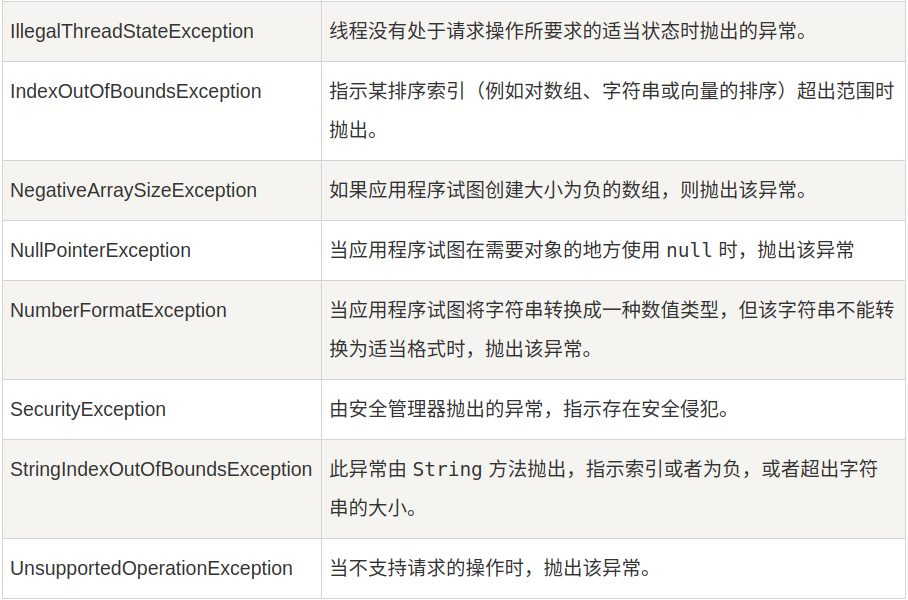 IllegalThreadStateException
线程没有处于请求操作所要求的适当状态时抛出的异常。
IndexOutOfBoundsException
指示某排序索引（例如对数组、字符串或向量的排序）超出范围时
抛出。
NegativeArraySizeException
如果应用程序试图创建大小为负的数组，则抛出该异常。
NullPointerException
当应用程序试图在需要对象的地方使用 null 时，抛出该异常
NumberFormatException
当应用程序试图将字符串转换成一种数值类型，但该字符串不能转
换为适当格式时，抛出该异常。
SecurityException
由安全管理器抛出的异常，指示存在安全侵犯。
StringIndexOutOfBoundsException
此异常由 String 方法抛出，指示索引或者为负，或者超出字符
串的大小。
UnsupportedOperationException
当不支持请求的操作时，抛出该异常。